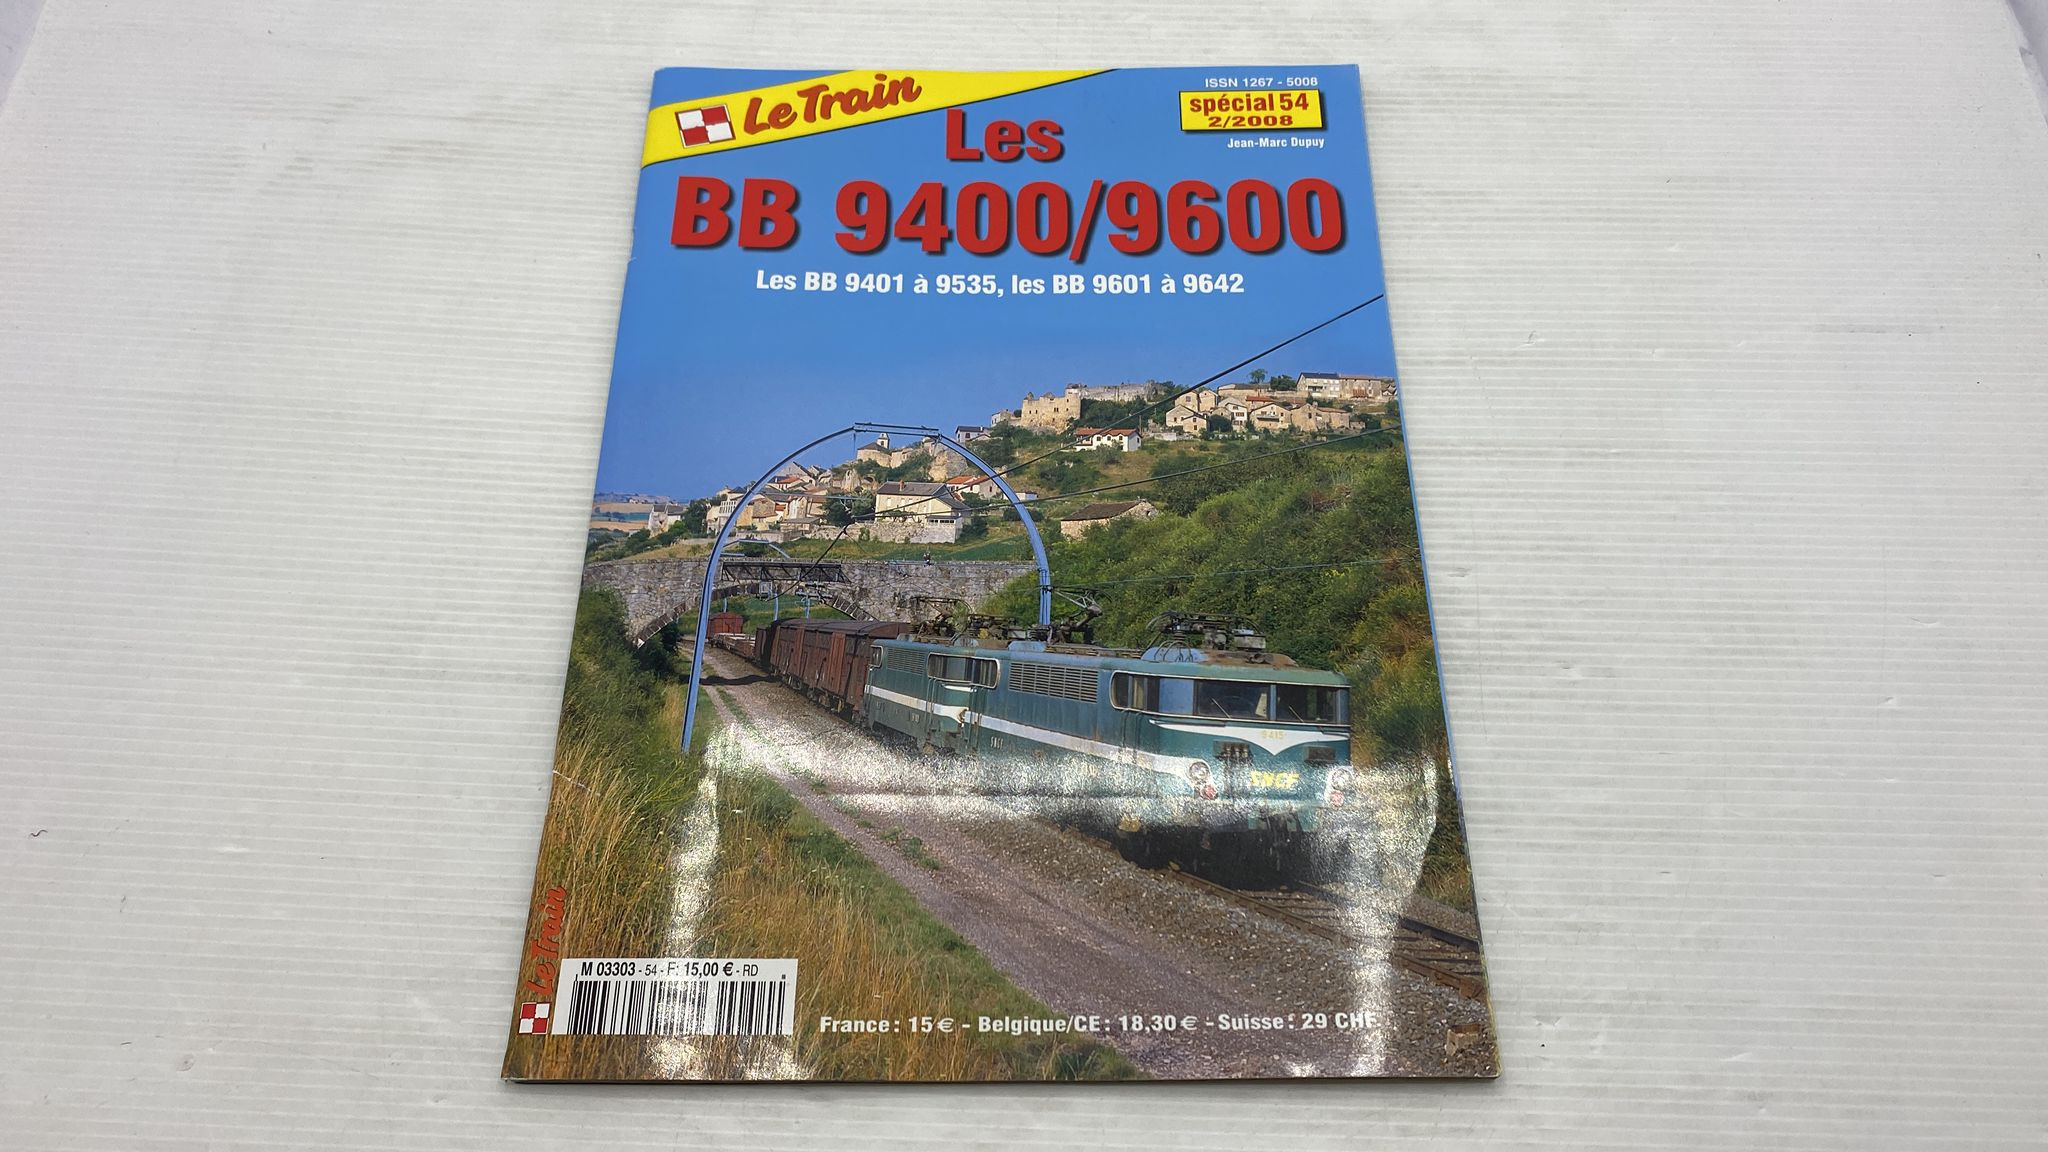 Le Train
ISSN 1267 - 5008
spécial 54
2/2008
Jean-Marc Dupuy
Les
BB 9400/9600
Les BB 9401 à 9535, les BB 9601 à 9642
9415
SNCF
Le Train
M 03303 - 54 - F: 15,00 € - RD
France : 15 € - Belgique/CE : 18,30 € - Suisse : 29 CHF